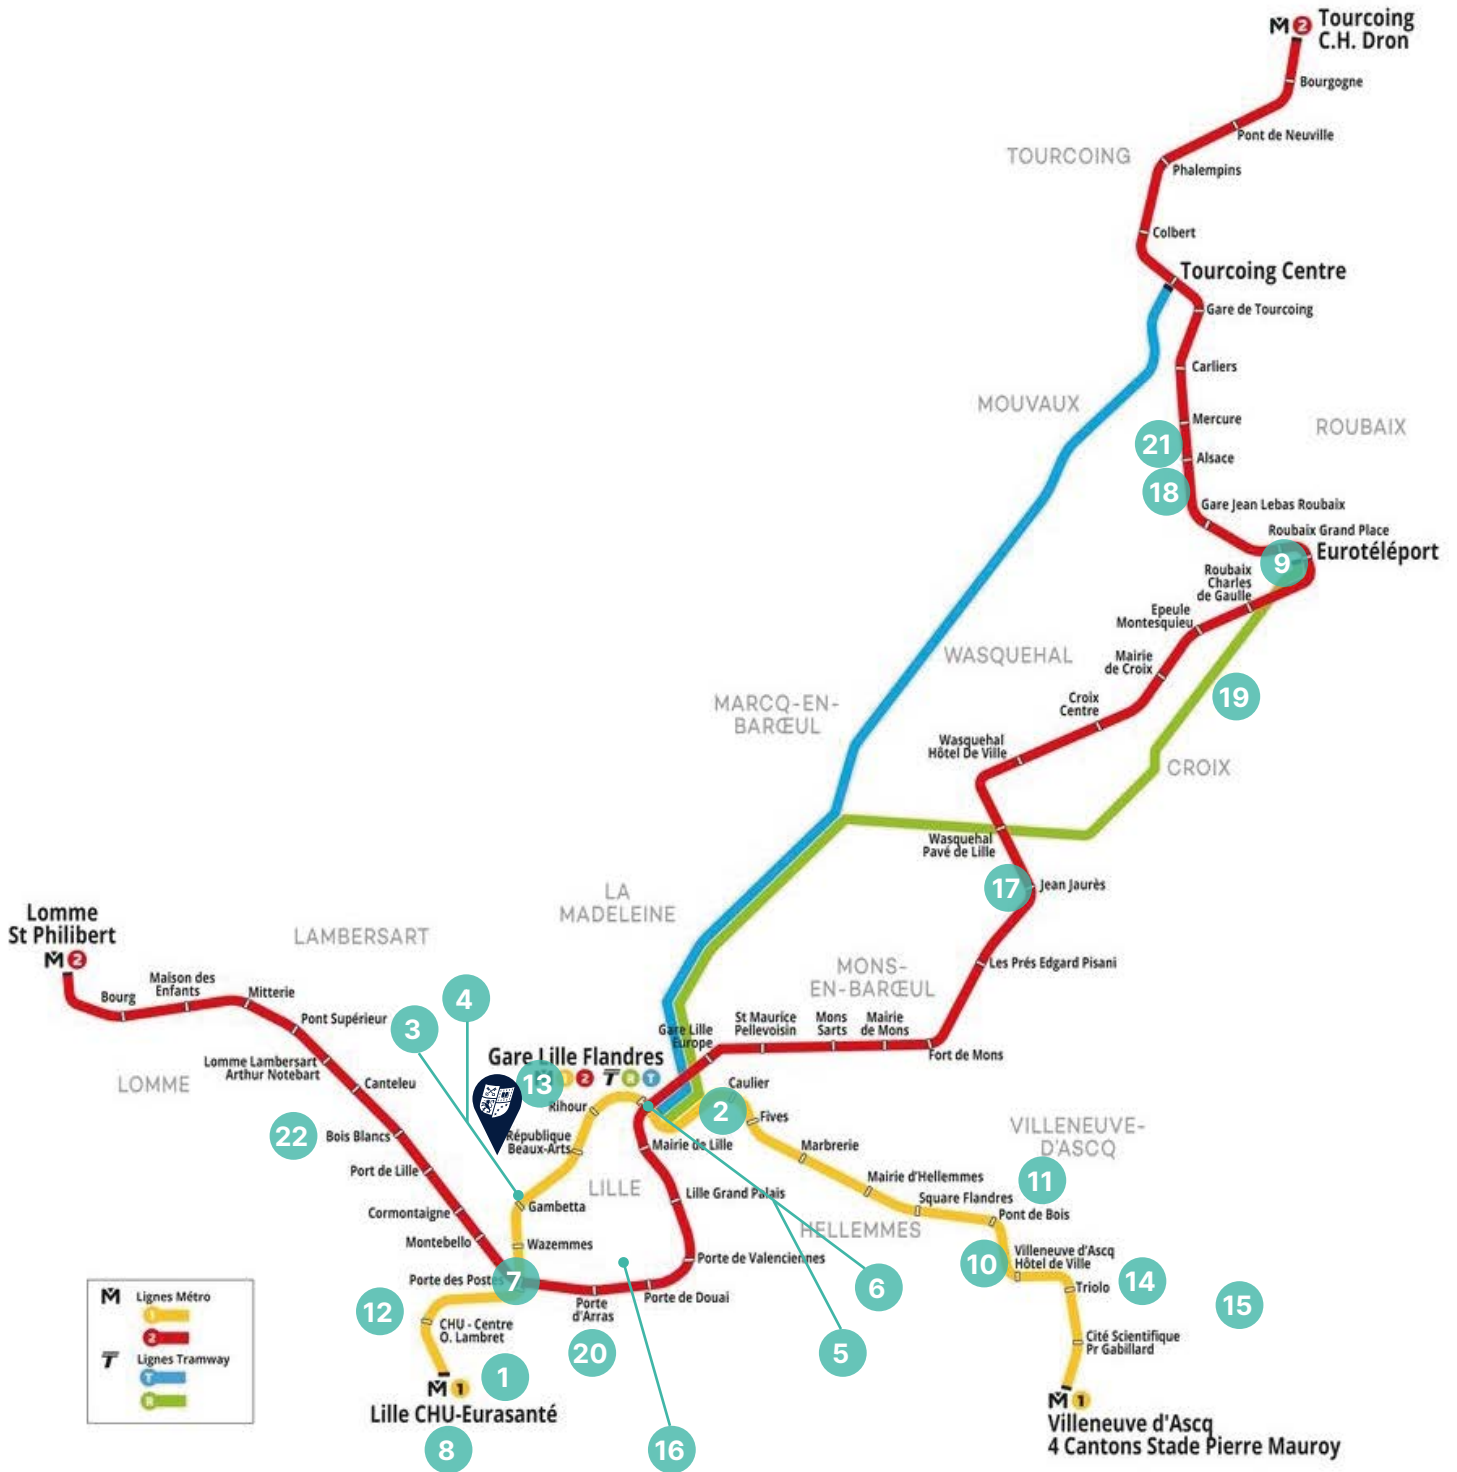 M 2 Tourcoing
C.H. Dron
Bourgogne
Pont de Neuville
TOURCOING
Phalempins
Colbert
Tourcoing Centre
Gare de Tourcoing
Carliers
MOUVAUX
Mercure
ROUBAIX
21
Alsace
18
Gare Jean Lebas Roubaix
Roubaix Grand Place
Eurotéléport
9
Roubaix
Charles
de Gaulle
Epeule
Montesquieu
WASQUEHAL
Mairie
de Croix
19
Croix
Centre
MARCQ-EN-
BARŒUL
Wasquehal
Hôtel De Ville
CROIX
Wasquehal
Pavé de Lille
17
Jean Jaurès
LA
MADELEINE
Lomme
St Philibert
M 2
LAMBERSART
Les Prés Edgard Pisani
MONS-
EN-BARŒUL
Maison des
Enfants
Bourg
Mitterie
Pont Supérieur
4
3
Gare Lille
Europe
St Maurice
Pellevoisin
Mons
Sarts
Mairie
de Mons
Fort de Mons
Gare Lille Flandres
1 2 T R T
13
Lomme Lambersart
Arthur Notebart
LOMME
Canteleu
Rihour
Caulier
2
Fives
22
Bois Blancs
République
Beaux-Arts
Mairie de Lille
Marbrerie
VILLENEUVE-
D'ASCQ
Port de Lille
Mairie d'Hellemmes
11
LILLE
Lille Grand Palais
Square Flandres
Cormontaigne
Gambetta
Pont de Bois
HELLEMMES
Montebello
Wazemmes
Porte de Valenciennes
10
Villeneuve d'Ascq
Hôtel de Ville
Porte des Postes
7
6
Triolo
14
Porte
d'Arras
Porte de Douai
15
12
CHU - Centre
O. Lambret
20
5
Cité Scientifique
Pr Gabillard
M Lignes Métro
1
2
T Lignes Tramway
T
R
M 1
1
Lille CHU-Eurasanté
8
16
M 1
Villeneuve d'Ascq
4 Cantons Stade Pierre Mauroy